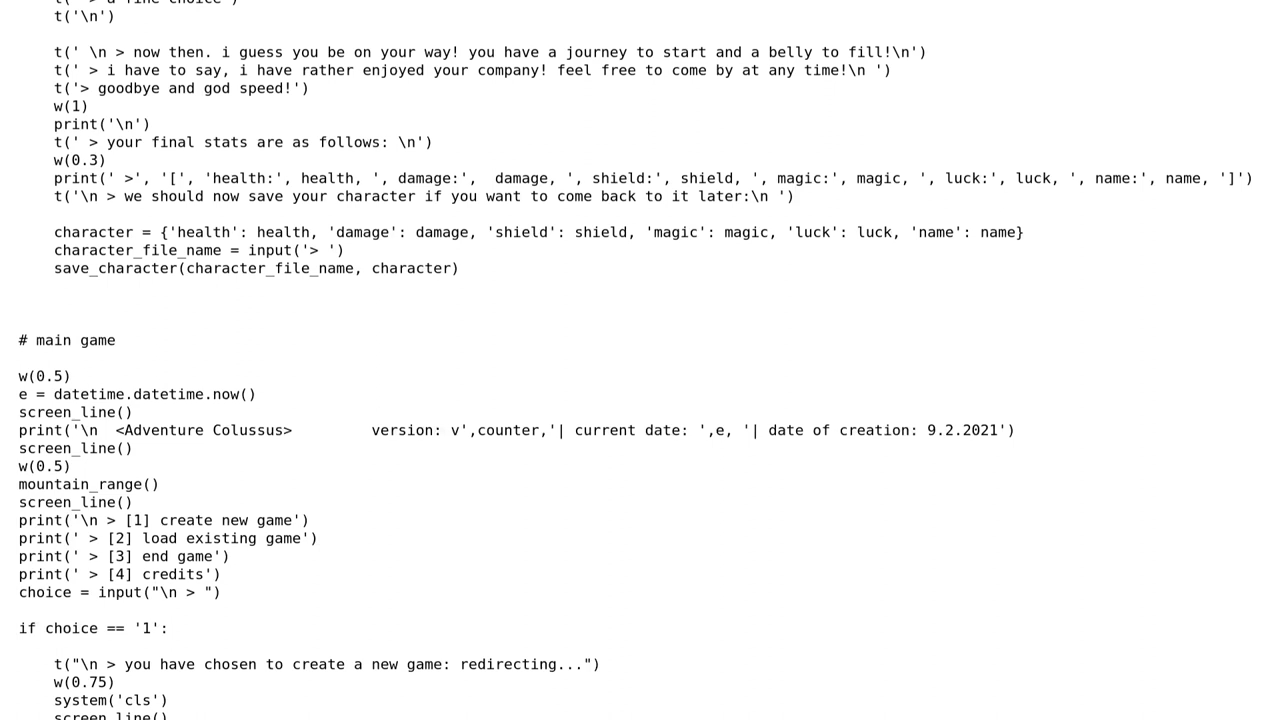 t(' > a fine choice')
t('\n')
t(' \n > now then. i guess you be on your way! you have a journey to start and a belly to fill!\n')
t(' > i have to say, i have rather enjoyed your company! feel free to come by at any time!\n ')
t('> goodbye and god speed!')
w(1)
print('\n')
t(' > your final stats are as follows: \n')
w(0.3)
print(' >', '[', 'health:', health, ', damage:',  damage, ', shield:', shield, ', magic:', magic, ', luck:', luck, ', name:', name, ']')
t('\n > we should now save your character if you want to come back to it later:\n ')
character = {'health': health, 'damage': damage, 'shield': shield, 'magic': magic, 'luck': luck, 'name': name}
character_file_name = input('> ')
save_character(character_file_name, character)
# main game
w(0.5)
e = datetime.datetime.now()
screen_line()
print('\n  <Adventure Colussus>         version: v',counter,'| current date: ',e, '| date of creation: 9.2.2021')
screen_line()
w(0.5)
mountain_range()
screen_line()
print('\n > [1] create new game')
print(' > [2] load existing game')
print(' > [3] end game')
print(' > [4] credits')
choice = input("\n > ")
if choice == '1':
t("\n > you have chosen to create a new game: redirecting...")
w(0.75)
system('cls')
screen_line()